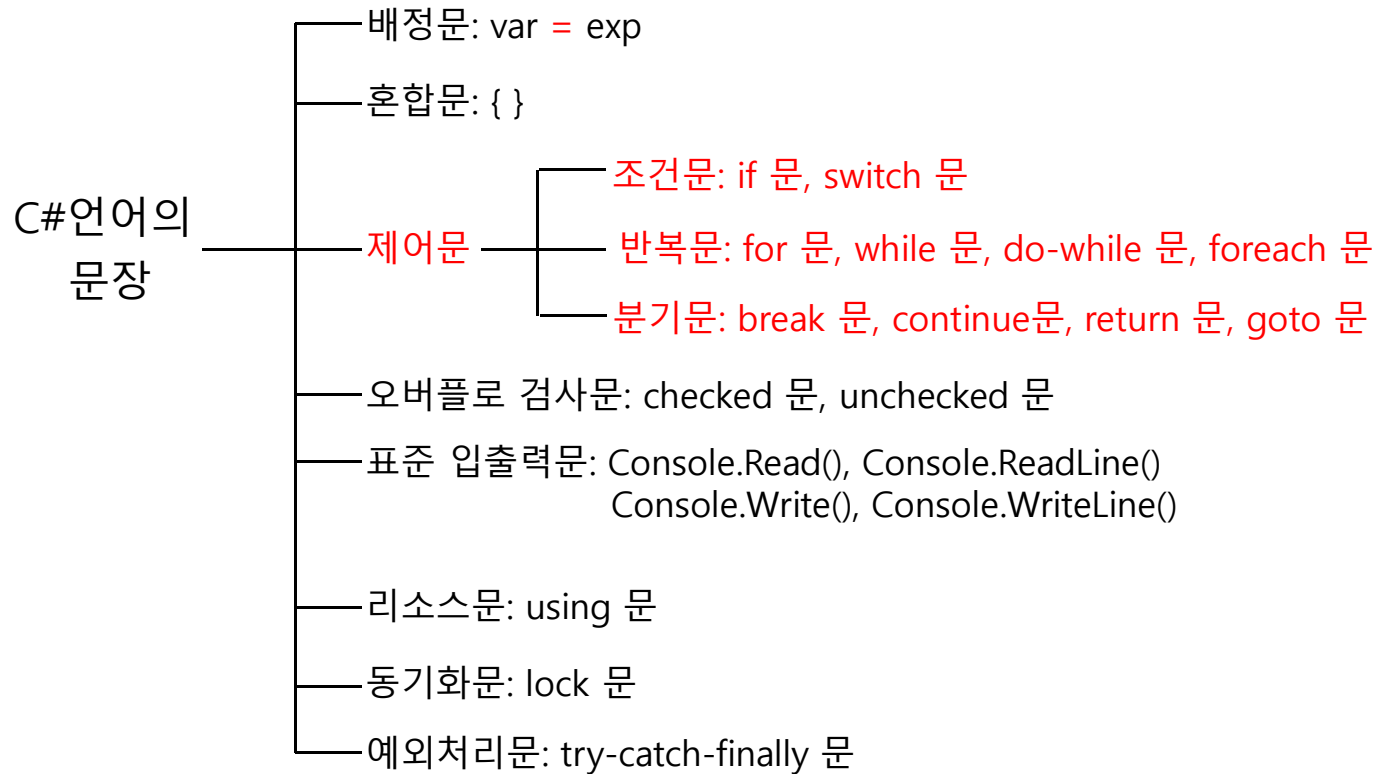 배정문: var = exp
혼합문: { }
C#언어의
문장
제어문
조건문: if 문, switch 문
반복문: for 문, while 문, do-while 문, foreach 문
분기문: break 문, continue문, return 문, goto 문
오버플로 검사문: checked 문, unchecked 문
표준 입출력문: Console.Read(), Console.ReadLine()
Console.Write(), Console.WriteLine()
리소스문: using 문
동기화문: lock 문
예외처리문: try-catch-finally 문